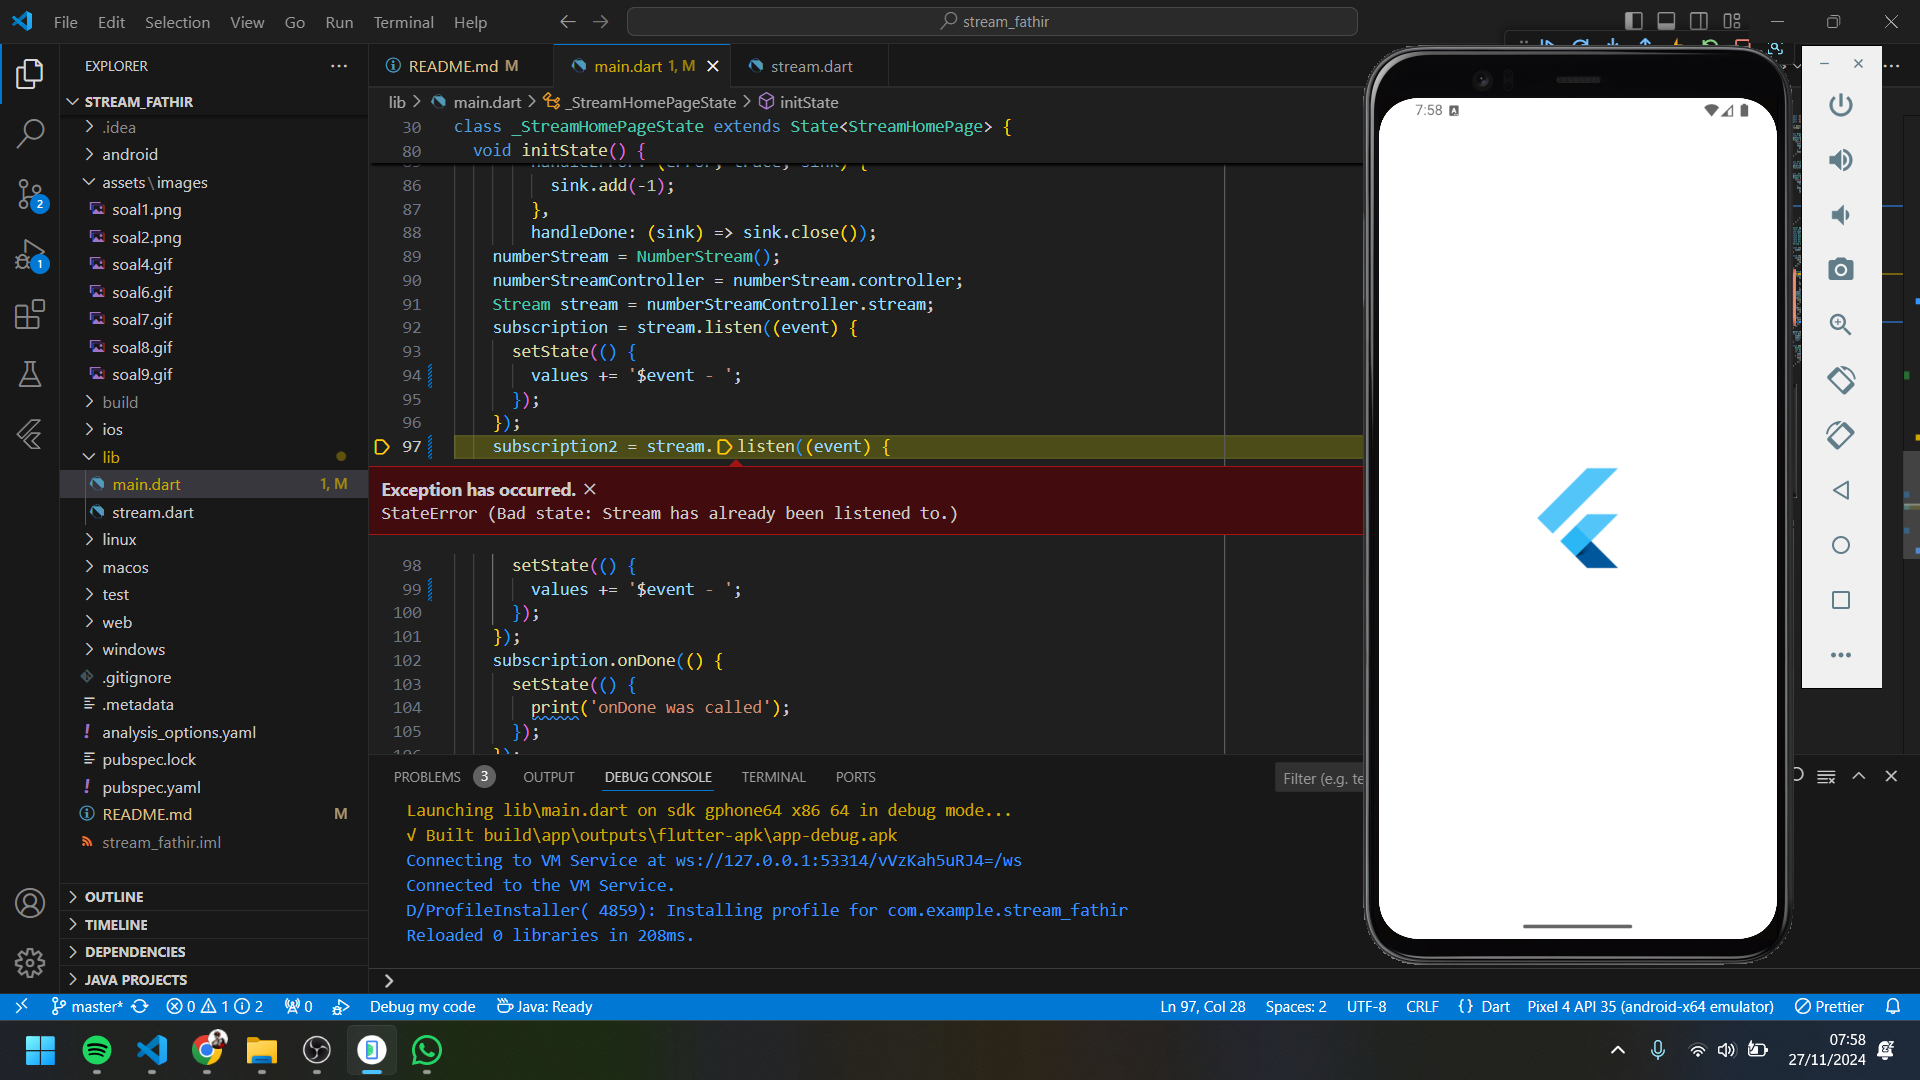 File Edit Selection View Go Run Terminal Help
stream_fathir
EXPLORER
STREAM_FATHIR
.idea
android
assets\images
soal1.png
soal2.png
soal4.gif
soal6.gif
soal7.gif
soal8.gif
soal9.gif
build
ios
lib
main.dart 1, M
stream.dart
linux
macos
test
web
windows
.gitignore
.metadata
analysis_options.yaml
pubspec.lock
pubspec.yaml
README.md M
stream_fathir.iml
OUTLINE
TIMELINE
DEPENDENCIES
JAVA PROJECTS
2
1
README.md M
main.dart 1, M
stream.dart
lib > main.dart > _StreamHomePageState > initState
30 class _StreamHomePageState extends State<StreamHomePage> {
80 void initState() {
86 sink.add(-1);
87 },
88 handleDone: (sink) => sink.close());
89 numberStream = NumberStream();
90 numberStreamController = numberStream.controller;
91 Stream stream = numberStreamController.stream;
92 subscription = stream.listen((event) {
93 setState(() {
94 values += '$event - ';
95 });
96 });
97 subscription2 = stream.listen((event) {
Exception has occurred.
StateError (Bad state: Stream has already been listened to.)
98 setState(() {
99 values += '$event - ';
100 });
101 });
102 subscription.onDone(() {
103 setState(() {
104 print('onDone was called');
105 });
PROBLEMS 3 OUTPUT DEBUG CONSOLE TERMINAL PORTS
Filter (e.g. te
Launching lib\main.dart on sdk gphone64 x86 64 in debug mode...
√ Built build\app\outputs\flutter-apk\app-debug.apk
Connecting to VM Service at ws://127.0.0.1:53314/vVzKah5uRJ4=/ws
Connected to the VM Service.
D/ProfileInstaller( 4859): Installing profile for com.example.stream_fathir
Reloaded 0 libraries in 208ms.
7:58
master* 0 1 2 0 Debug my code Java: Ready
Ln 97, Col 28 Spaces: 2 UTF-8 CRLF {} Dart Pixel 4 API 35 (android-x64 emulator) Prettier
07:58
27/11/2024